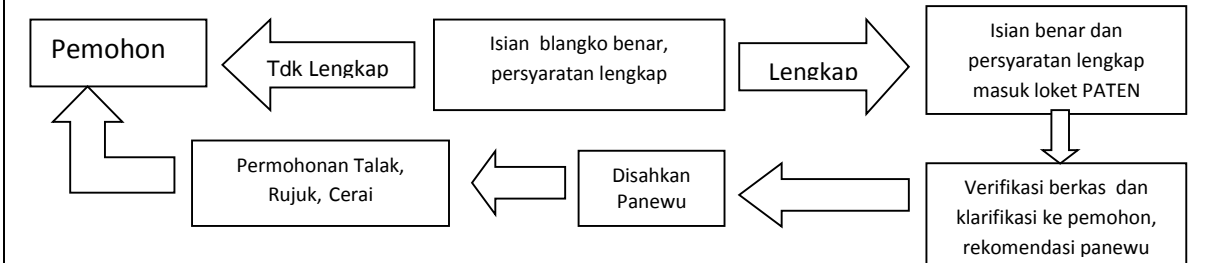 Pemohon
Tdk Lengkap
Isian blangko benar,
persyaratan lengkap
Lengkap
Isian benar dan
persyaratan lengkap
masuk loket PATEN
Permohonan Talak,
Rujuk, Cerai
Disahkan
Panewu
Verifikasi berkas dan
klarifikasi ke pemohon,
rekomendasi panewu